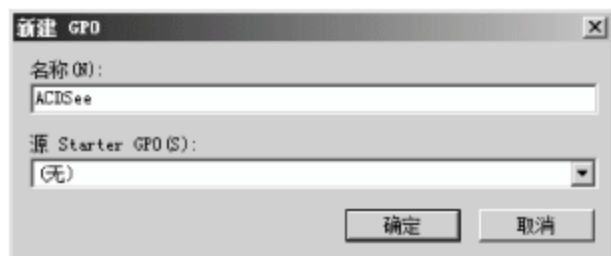 新建 GPO
名称(N):
ACDSee
源 Starter GPO(S):
(无)
确定 取消